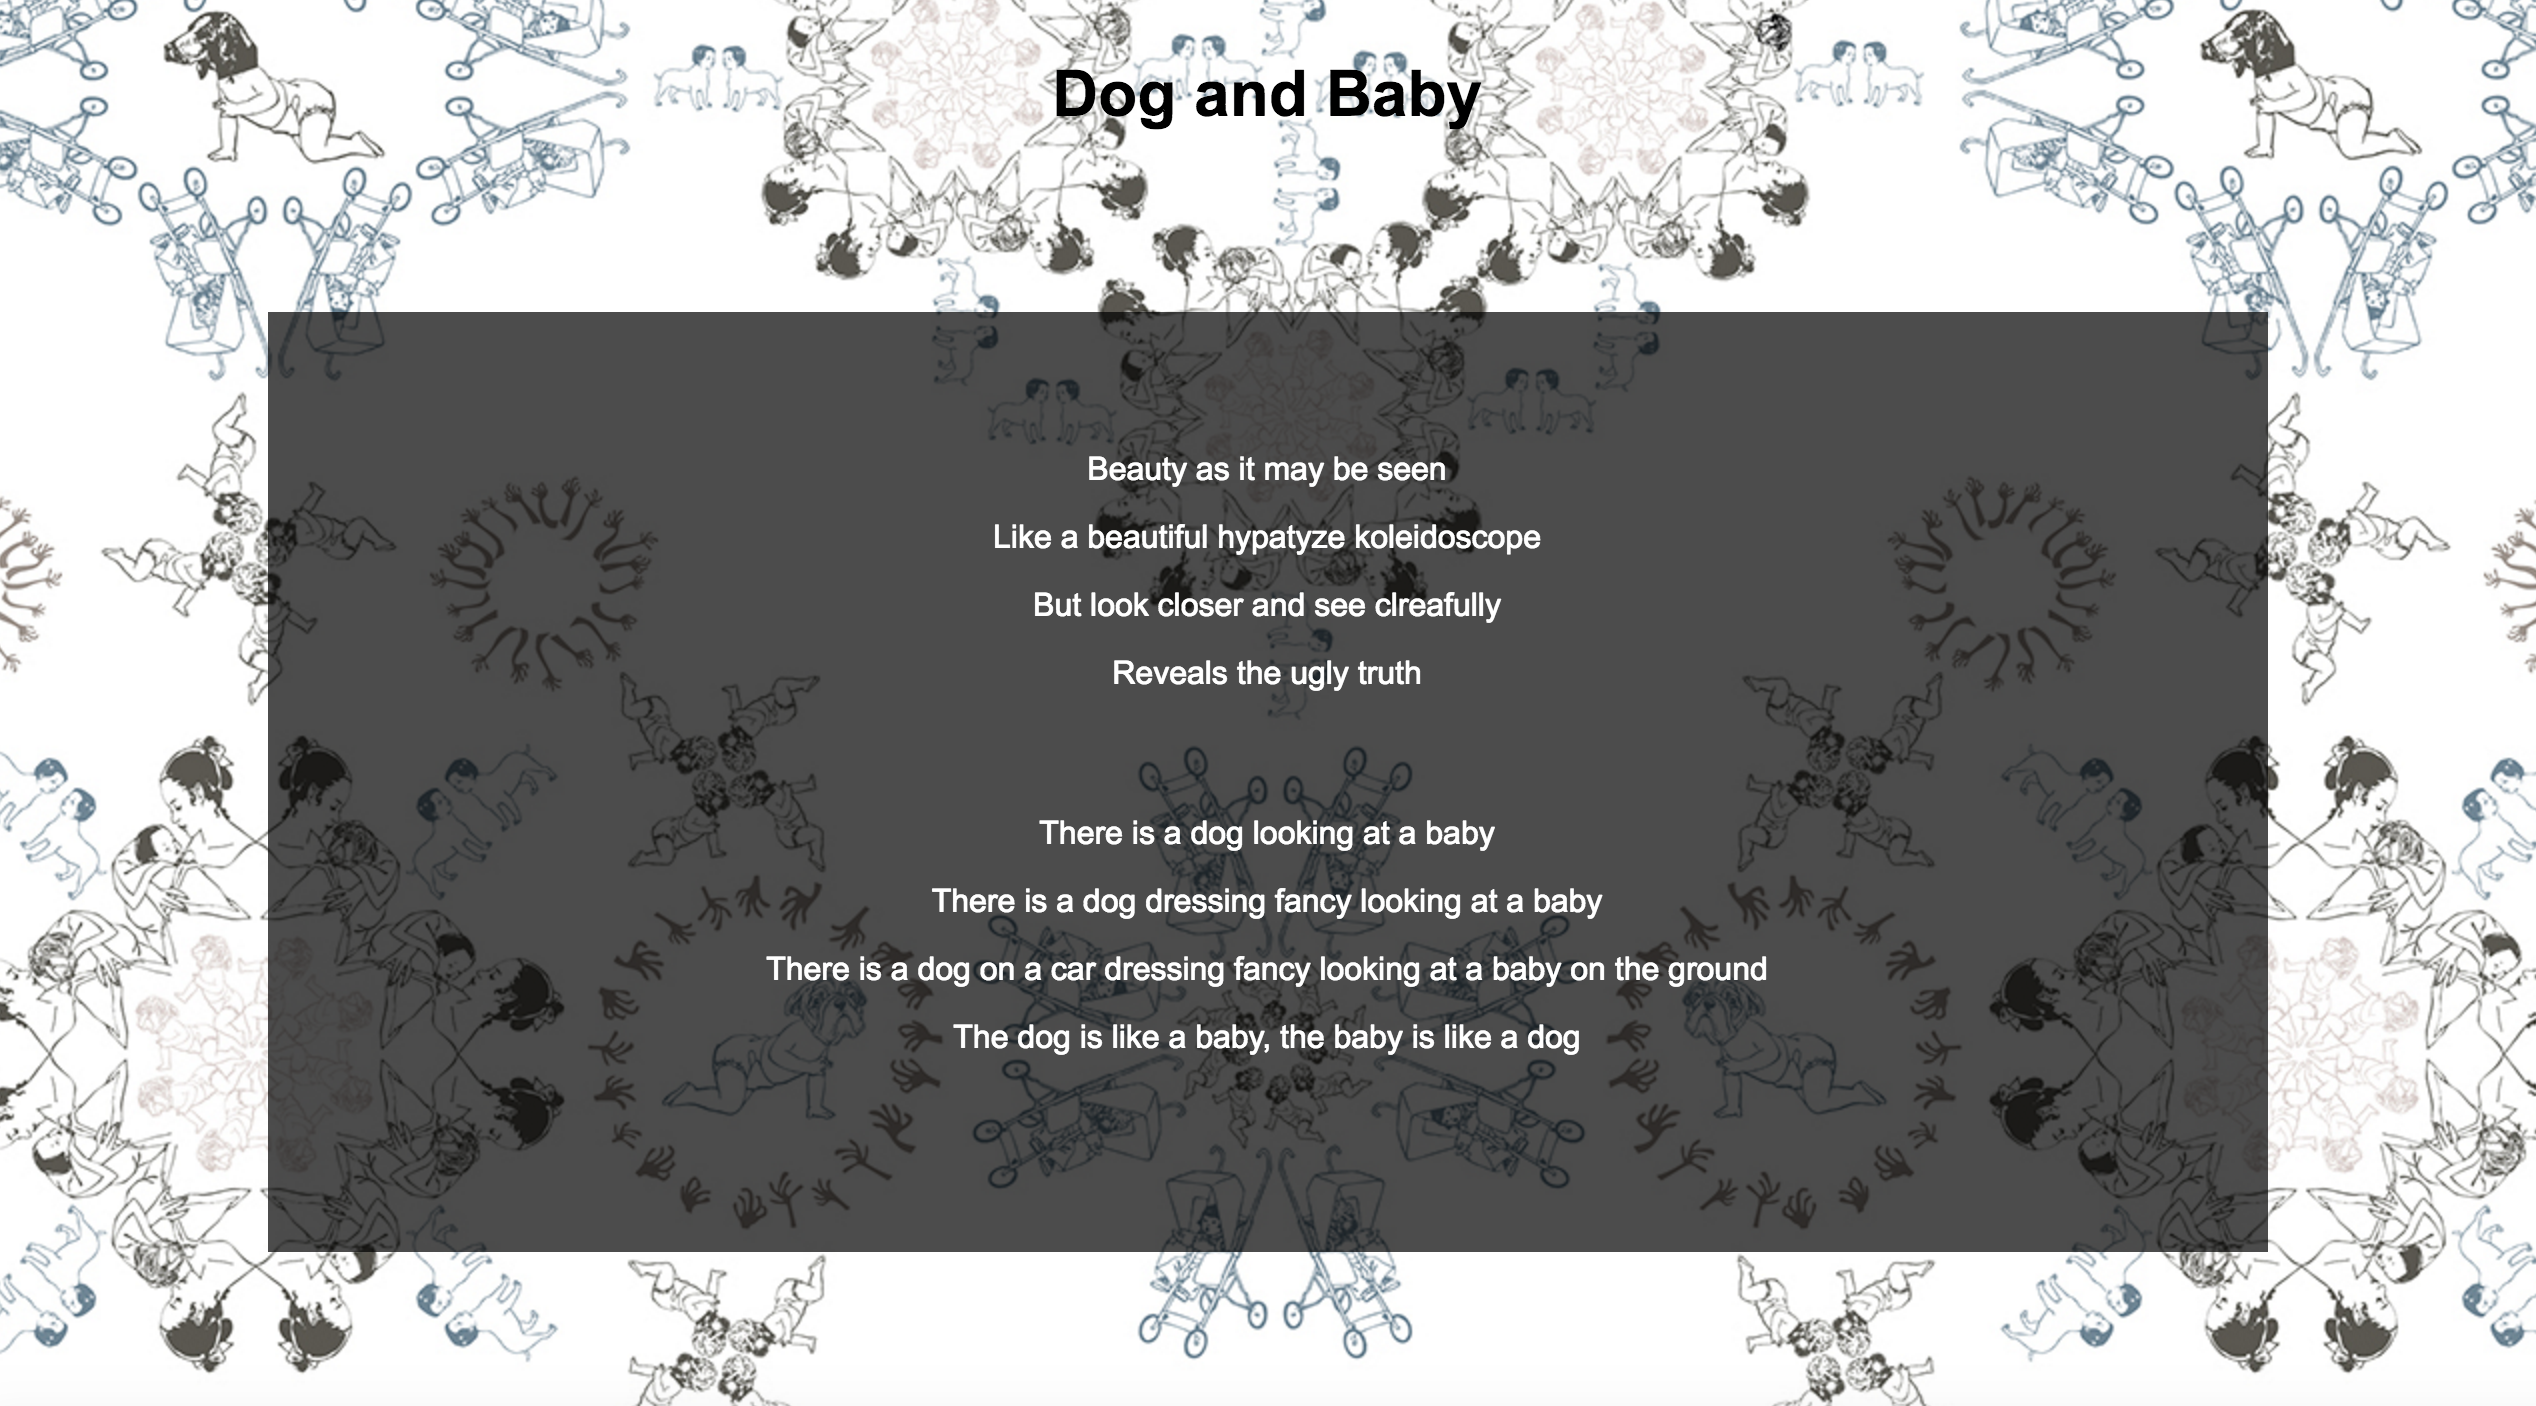 Dog and Baby
Beauty as it may be seen
Like a beautiful hypatyze koleidoscope
But look closer and see clreafully
Reveals the ugly truth
There is a dog looking at a baby
There is a dog dressing fancy looking at a baby
There is a dog on a car dressing fancy looking at a baby on the ground
The dog is like a baby, the baby is like a dog